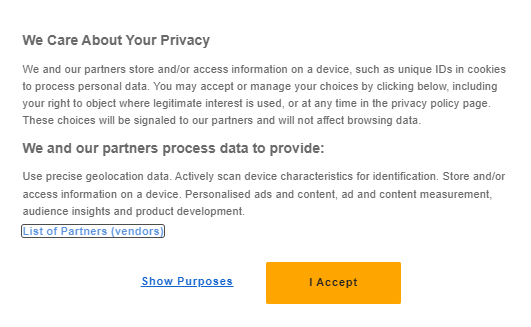 We Care About Your Privacy
We and our partners store and/or access information on a device, such as unique IDs in cookies
to process personal data. You may accept or manage your choices by clicking below, including
your right to object where legitimate interest is used, or at any time in the privacy policy page.
These choices will be signaled to our partners and will not affect browsing data.
We and our partners process data to provide:
Use precise geolocation data. Actively scan device characteristics for identification. Store and/or
access information on a device. Personalised ads and content, ad and content measurement,
audience insights and product development.
List of Partners (vendors)
Show Purposes
I Accept